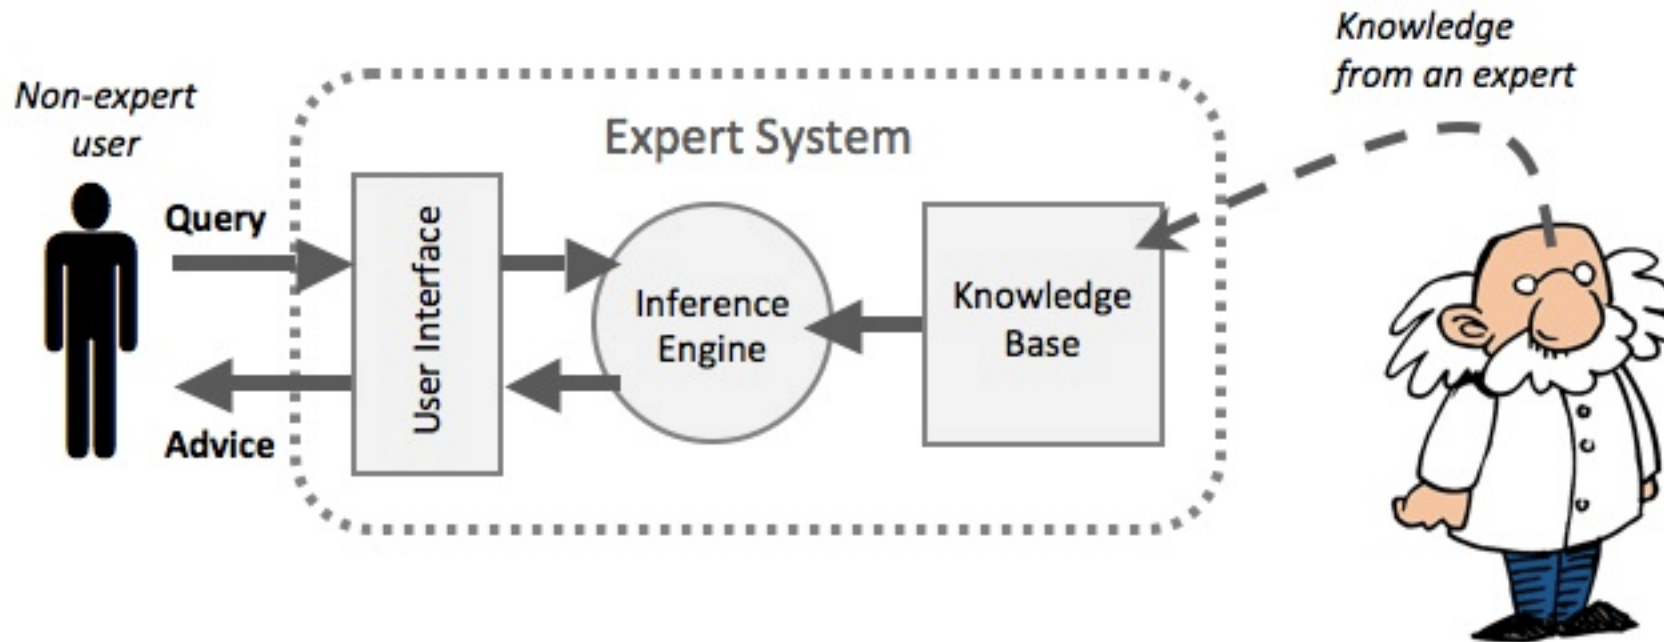 Non-expert
user
Query
Advice
Expert System
User Interface
Inference
Engine
Knowledge
Base
Knowledge
from an expert